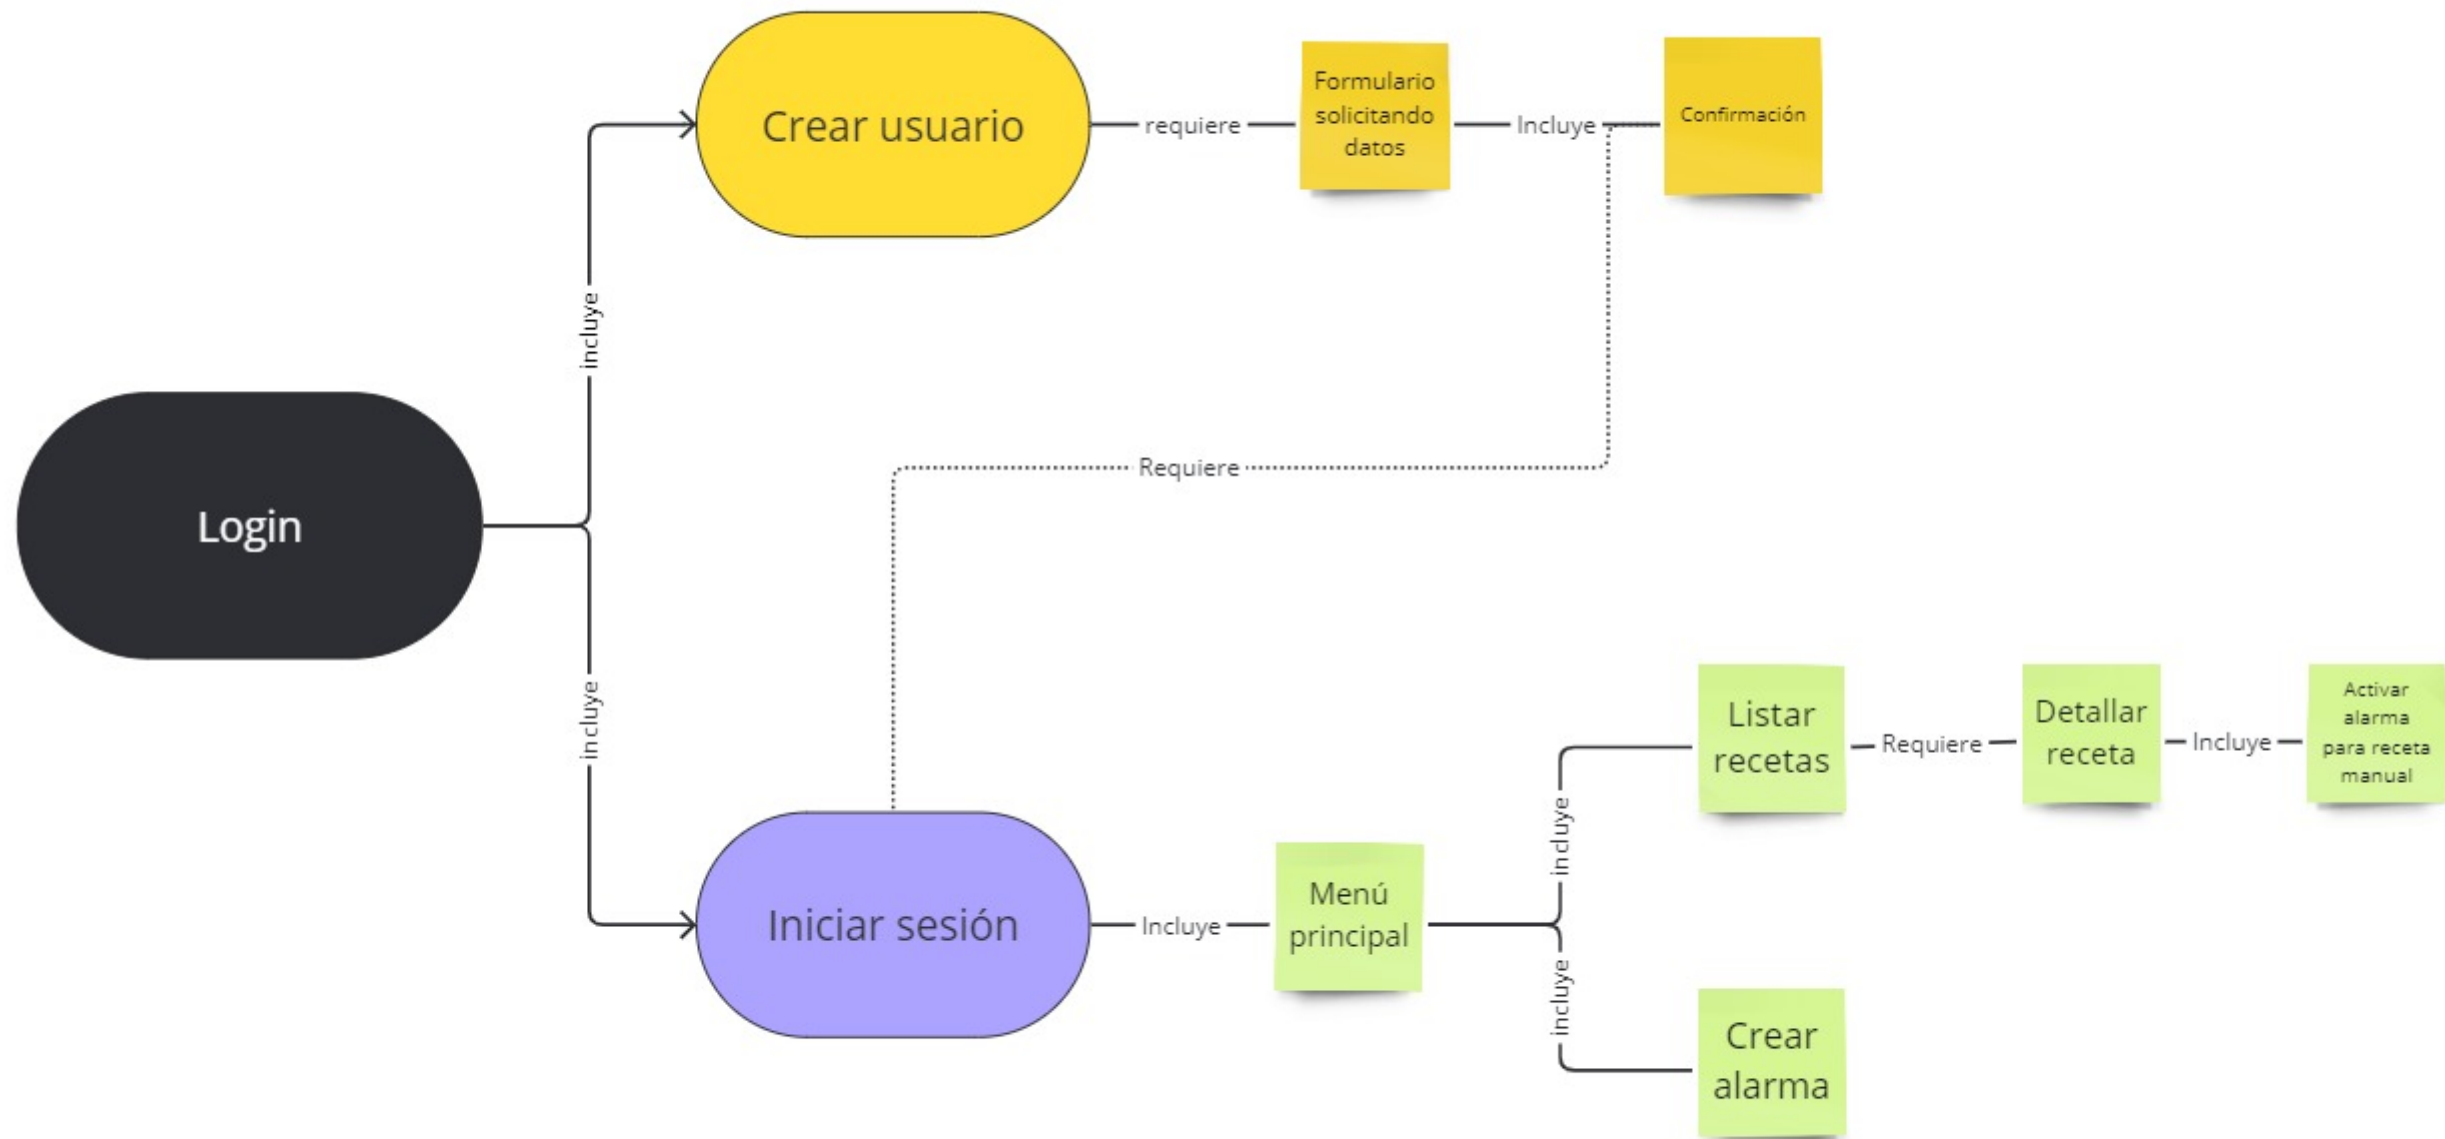 Crear usuario
requiere
Formulario
solicitando
datos
Incluye
Confirmación
incluye
Requiere
Login
incluye
Iniciar sesión
Incluye
Menú
principal
incluye
Listar
recetas
Requiere
Detallar
receta
Incluye
Activar
alarma
para receta
manual
incluye
Crear
alarma